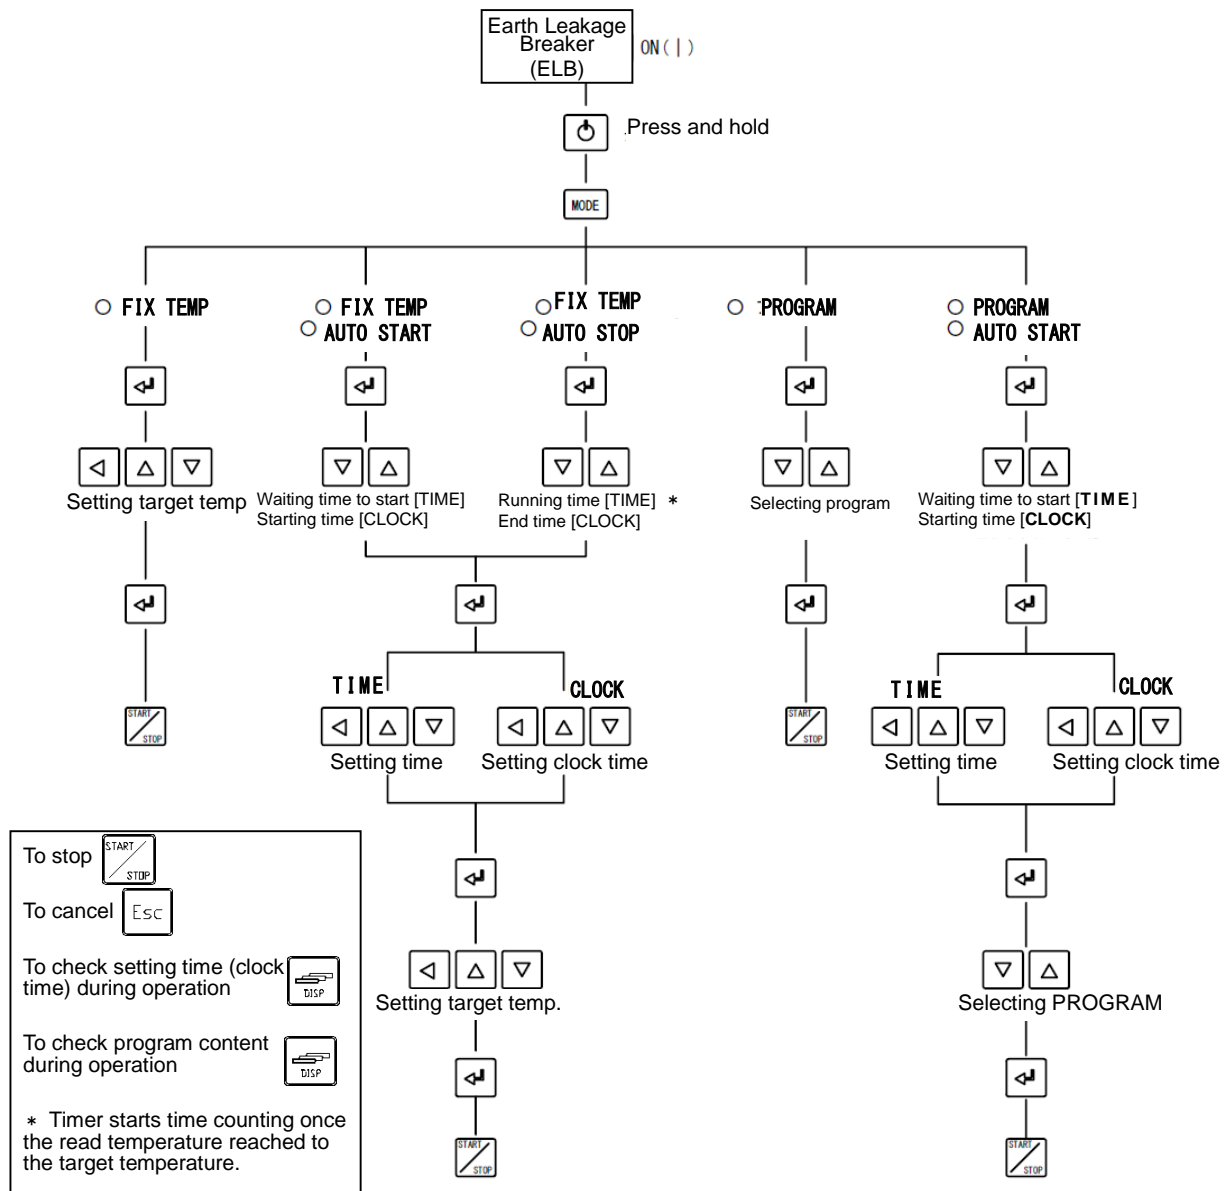 Earth Leakage
Breaker
(ELB)
ON(|)
Press and hold
MODE
FIX TEMP
FIX TEMP
AUTO START
FIX TEMP
AUTO STOP
PROGRAM
PROGRAM
AUTO START
Setting target temp
Waiting time to start [TIME]
Starting time [CLOCK]
Running time [TIME] *
End time [CLOCK]
Selecting program
Waiting time to start [TIME]
Starting time [CLOCK]
TIME
CLOCK
TIME
CLOCK
START
STOP
Setting time
Setting clock time
START
STOP
Setting time
Setting clock time
Setting target temp.
Selecting PROGRAM
START
STOP
START
STOP
To stop
START
STOP
To cancel
Esc
To check setting time (clock
time) during operation
DISP
To check program content
during operation
DISP
* Timer starts time counting once
the read temperature reached to
the target temperature.